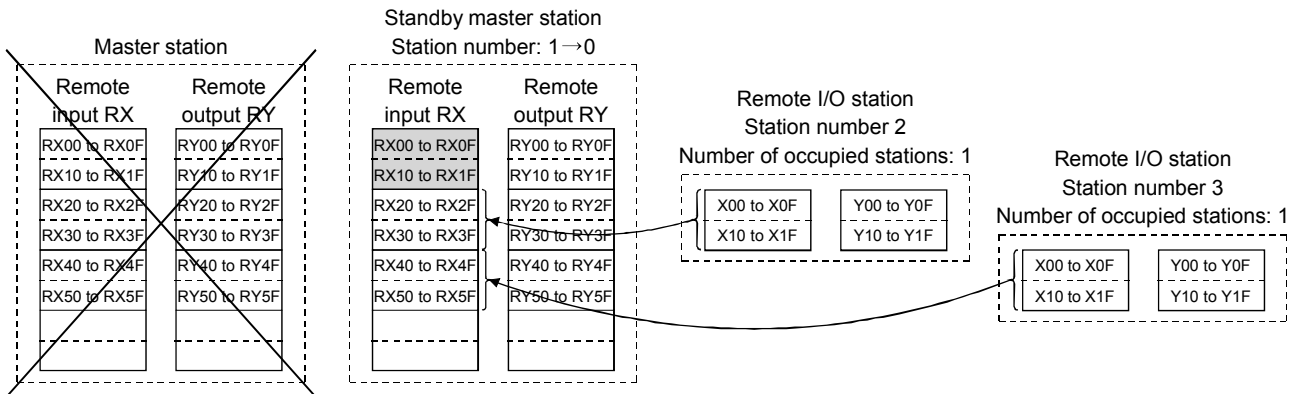 Master station
Remote input RX
RX00 to RX0F
RX10 to RX1F
RX20 to RX2F
RX30 to RX3F
RX40 to RX4F
RX50 to RX5F
Remote output RY
RY00 to RY0F
RY10 to RY1F
RY20 to RY2F
RY30 to RY3F
RY40 to RY4F
RY50 to RY5F
Standby master station
Station number: 1→0
Remote input RX
RX00 to RX0F
RX10 to RX1F
RX20 to RX2F
RX30 to RX3F
RX40 to RX4F
RX50 to RX5F
Remote output RY
RY00 to RY0F
RY10 to RY1F
RY20 to RY2F
RY30 to RY3F
RY40 to RY4F
RY50 to RY5F
Remote I/O station
Station number 2
Number of occupied stations: 1
X00 to X0F
X10 to X1F
Y00 to Y0F
Y10 to Y1F
Remote I/O station
Station number 3
Number of occupied stations: 1
X00 to X0F
X10 to X1F
Y00 to Y0F
Y10 to Y1F